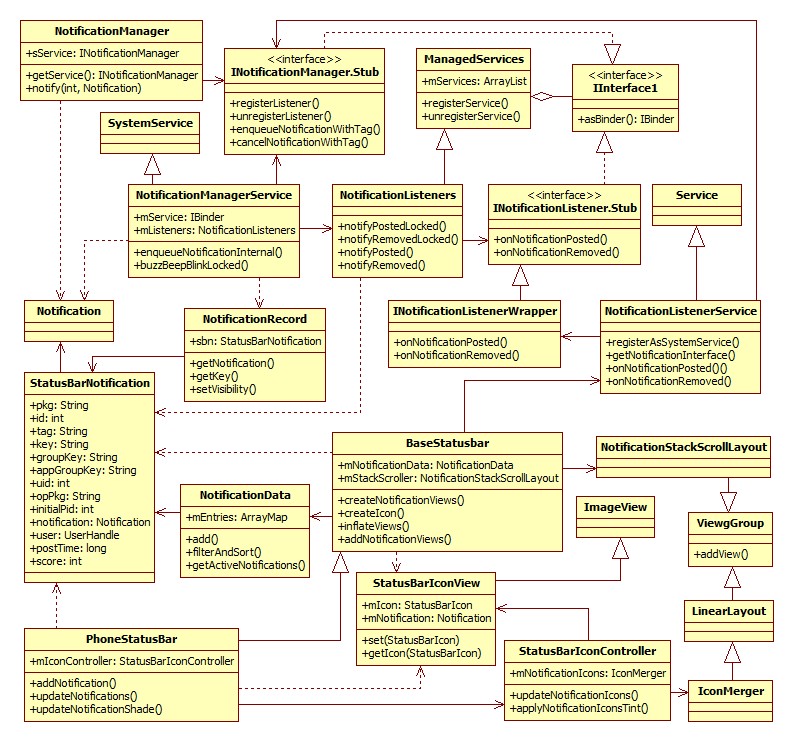 NotificationManager
+sService: INotificationManager
+getService(): INotificationManager
+notify(int, Notification)
<<interface>>
INotificationManager.Stub
+registerListener()
+unregisterListener()
+enqueueNotificationWithTag()
+cancelNotificationWithTag()
ManagedServices
+mServices: ArrayList
+registerService()
+unregisterService()
<<interface>>
IInterface1
+asBinder(): IBinder
SystemService
NotificationManagerService
+mService: IBinder
+mListeners: NotificationListeners
+enqueueNotificationInternal()
+buzzBeepBlinkLocked()
NotificationListeners
+notifyPostedLocked()
+notifyRemovedLocked()
+notifyPosted()
+notifyRemoved()
<<interface>>
INotificationListener.Stub
+onNotificationPosted()
+onNotificationRemoved()
Service
Notification
NotificationRecord
+sbn: StatusBarNotification
+getNotification()
+getKey()
+setVisibility()
INotificationListenerWrapper
+onNotificationPosted()
+onNotificationRemoved()
NotificationListenerService
+registerAsSystemService()
+getNotificationInterface()
+onNotificationPosted()()
+onNotificationRemoved()
StatusBarNotification
+pkg: String
+id: int
+tag: String
+key: String
+groupKey: String
+appGroupKey: String
+uid: int
+opPkg: String
+initialPid: int
+notification: Notification
+user: UserHandle
+postTime: long
+score: int
BaseStatusbar
+mNotificationData: NotificationData
+mStackScroller: NotificationStackScrollLayout
+createNotificationViews()
+createIcon()
+inflateViews()
+addNotificationViews()
NotificationStackScrollLayout
NotificationData
+mEntries: ArrayMap
+add()
+filterAndSort()
+getActiveNotifications()
ImageView
ViewgGroup
+addView()
StatusBarIconView
+mIcon: StatusBarIcon
+mNotification: Notification
+set(StatusBarIcon)
+getIcon(StatusBarIcon)
LinearLayout
PhoneStatusBar
+mIconController: StatusBarIconController
+addNotification()
+updateNotifications()
+updateNotificationShade()
StatusBarIconController
+mNotificationIcons: IconMerger
+updateNotificationIcons()
+applyNotificationIconsTint()
IconMerger